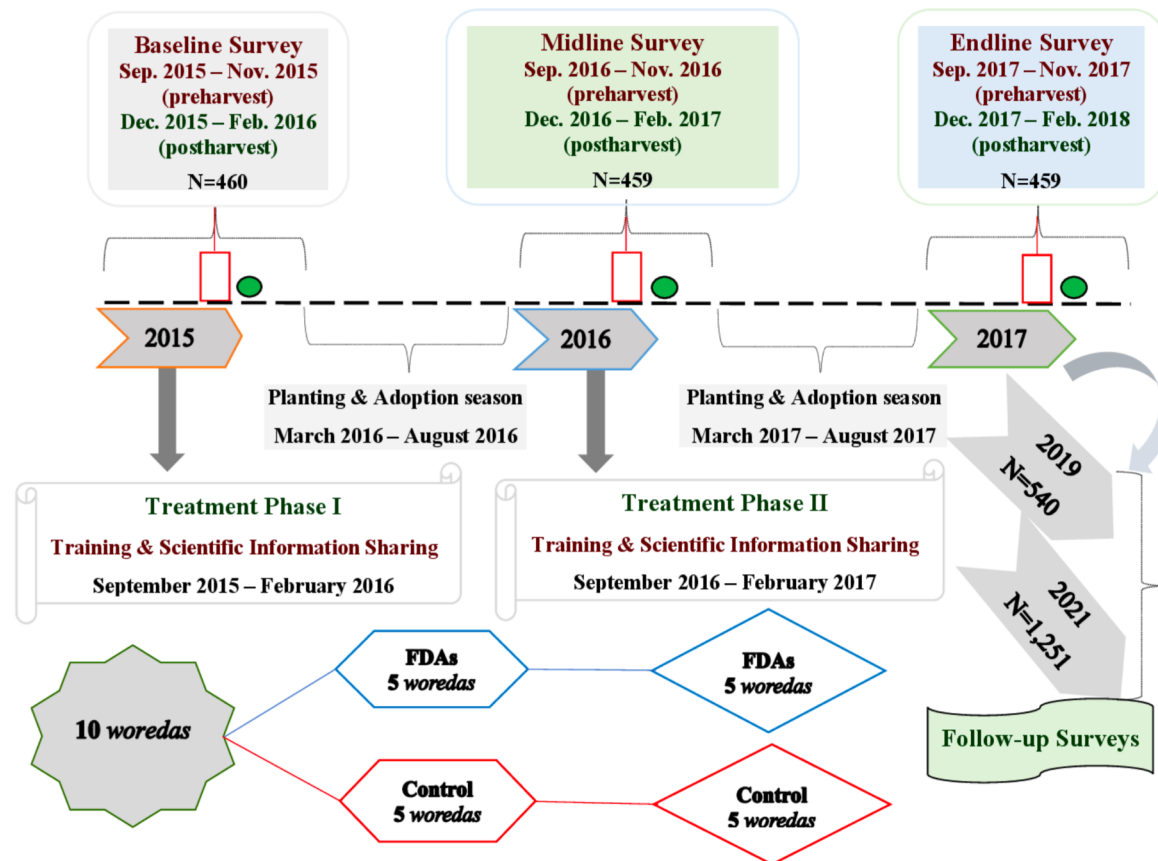 Baseline Survey
Sep. 2015 – Nov. 2015
(preharvest)
Dec. 2015 – Feb. 2016
(postharvest)
N=460
Midline Survey
Sep. 2016 – Nov. 2016
(preharvest)
Dec. 2016 – Feb. 2017
(postharvest)
N=459
Endline Survey
Sep. 2017 – Nov. 2017
(preharvest)
Dec. 2017 – Feb. 2018
(postharvest)
N=459
2015
2016
2017
Planting & Adoption season
March 2016 – August 2016
Planting & Adoption season
March 2017 – August 2017
2019
N=540
2021
N=1,251
Treatment Phase I
Training & Scientific Information Sharing
September 2015 – February 2016
Treatment Phase II
Training & Scientific Information Sharing
September 2016 – February 2017
10 woredas
FDAs
5 woredas
FDAs
5 woredas
Control
5 woredas
Control
5 woredas
Follow-up Surveys